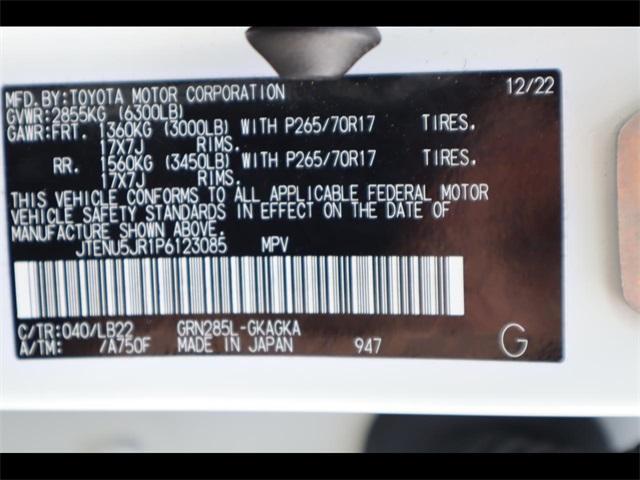 MFD.BY:TOYOTA MOTOR CORPORATION 12/22
GVWR:2855KG (6300LB)
GAWR:FRT. 1360KG (3000LB) WITH P265/70R17 TIRES.
17X7J RIMS.
RR. 1560KG (3450LB) WITH P265/70R17 TIRES.
17X7J RIMS.
THIS VEHICLE CONFORMS TO ALL APPLICABLE FEDERAL MOTOR
VEHICLE SAFETY STANDARDS IN EFFECT ON THE DATE OF
MANUFACTURE SHOWN ABOVE.
JTENU5JR1P6123085 MPV
C/TR:040/LB22 GRN285L-GKAGKA
A/TM: /A750F MADE IN JAPAN 947 G